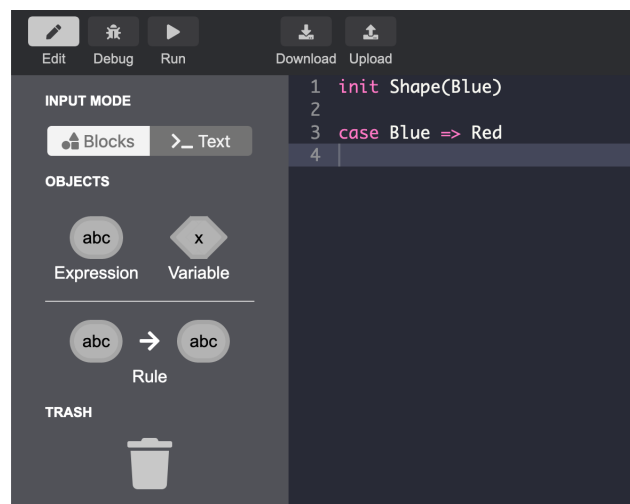 Edit Debug Run Download Upload
INPUT MODE
Blocks >_ Text
OBJECTS
abc x
Expression Variable
abc → abc
Rule
TRASH
1 init Shape(Blue)
2
3 case Blue => Red
4